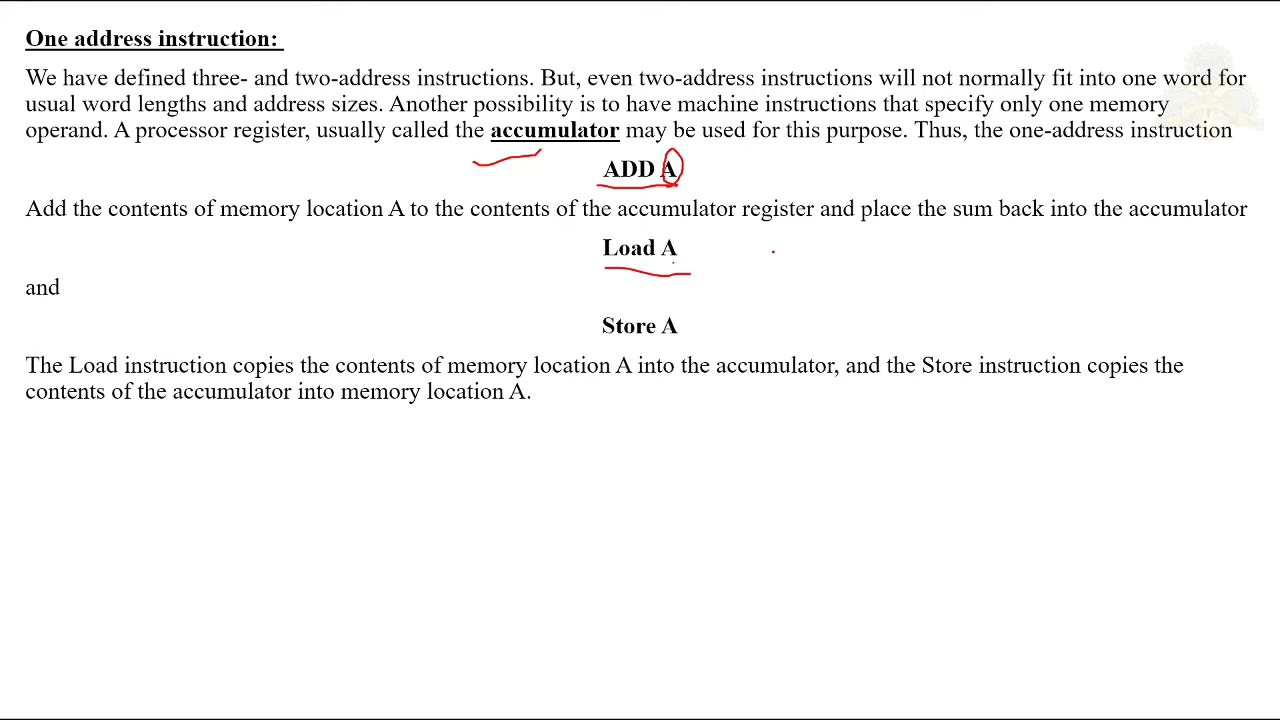 One address instruction:
We have defined three- and two-address instructions. But, even two-address instructions will not normally fit into one word for
usual word lengths and address sizes. Another possibility is to have machine instructions that specify only one memory
operand. A processor register, usually called the accumulator may be used for this purpose. Thus, the one-address instruction
ADD A
Add the contents of memory location A to the contents of the accumulator register and place the sum back into the accumulator
Load A
and
Store A
The Load instruction copies the contents of memory location A into the accumulator, and the Store instruction copies the
contents of the accumulator into memory location A.